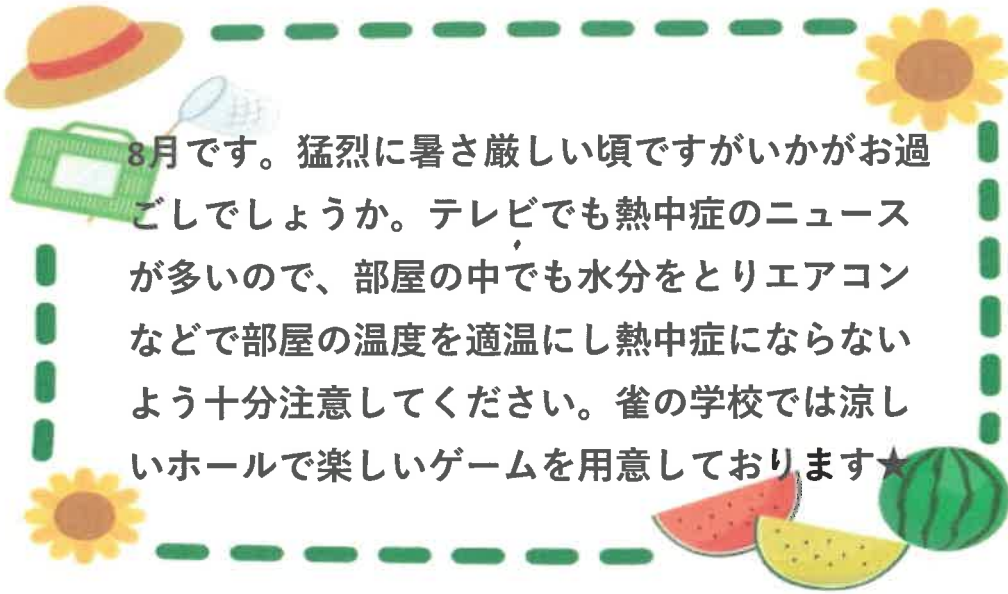 8月です。猛烈に暑さ厳しい頃ですがいかがお過
ごしでしょうか。テレビでも熱中症のニュース
が多いので、部屋の中でも水分をとりエアコン
などで部屋の温度を適温にし熱中症にならない
よう十分注意してください。雀の学校では涼し
いホールで楽しいゲームを用意しております★